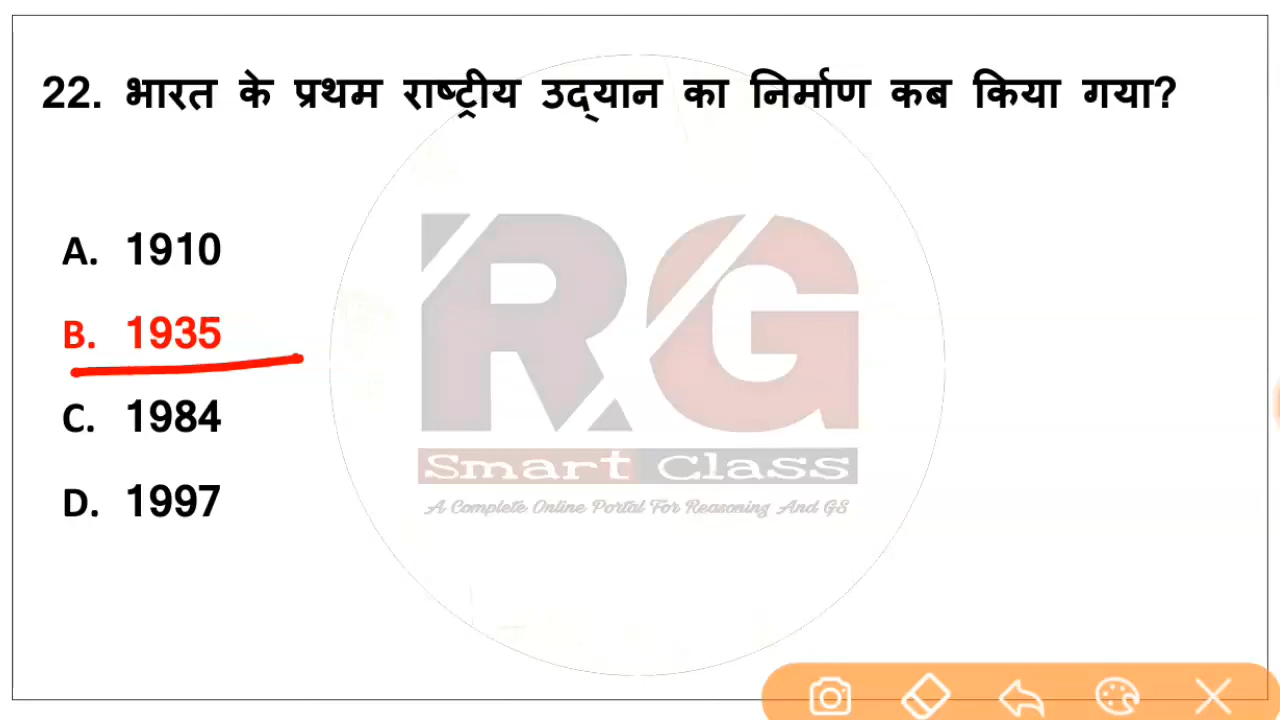 22. भारत के प्रथम राष्ट्रीय उद्‌यान का निर्माण कब किया गया?
A. 1910
B. 1935
C. 1984
D. 1997
RG
Smart Class
A Complete Online Portal For Reasoning And GS